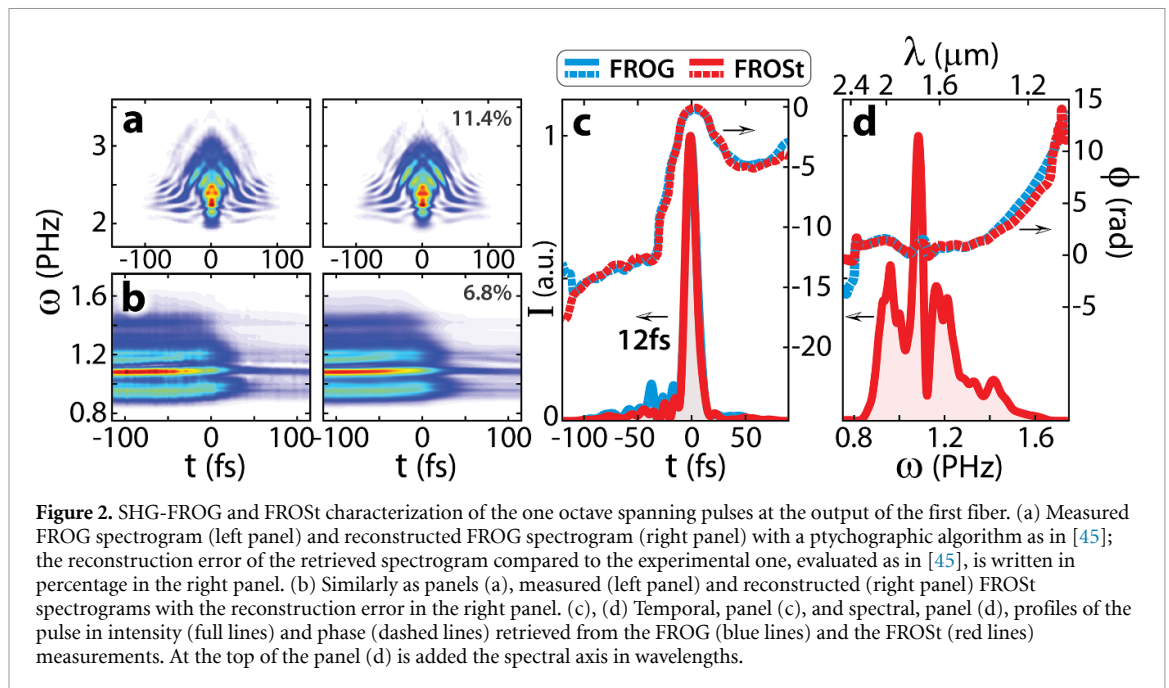 FROG FROSt
λ (μm)
2.4 2 1.6 1.2
a
11.4%
3
2
-100 0 100
-100 0 100
ω (PHz)
b
6.8%
1.6
1.2
0.8
-100 0 100
-100 0 100
t (fs)
t (fs)
c
1
0
I (a.u.)
12fs
0
-5
-10
-15
-20
-100 -50 0 50
t (fs)
d
15
10
5
0
-5
ϕ (rad)
0.8 1.2 1.6
ω (PHz)
Figure 2. SHG-FROG and FROSt characterization of the one octave spanning pulses at the output of the first fiber. (a) Measured
FROG spectrogram (left panel) and reconstructed FROG spectrogram (right panel) with a ptychographic algorithm as in [45];
the reconstruction error of the retrieved spectrogram compared to the experimental one, evaluated as in [45], is written in
percentage in the right panel. (b) Similarly as panels (a), measured (left panel) and reconstructed (right panel) FROSt
spectrograms with the reconstruction error in the right panel. (c), (d) Temporal, panel (c), and spectral, panel (d), profiles of the
pulse in intensity (full lines) and phase (dashed lines) retrieved from the FROG (blue lines) and the FROSt (red lines)
measurements. At the top of the panel (d) is added the spectral axis in wavelengths.